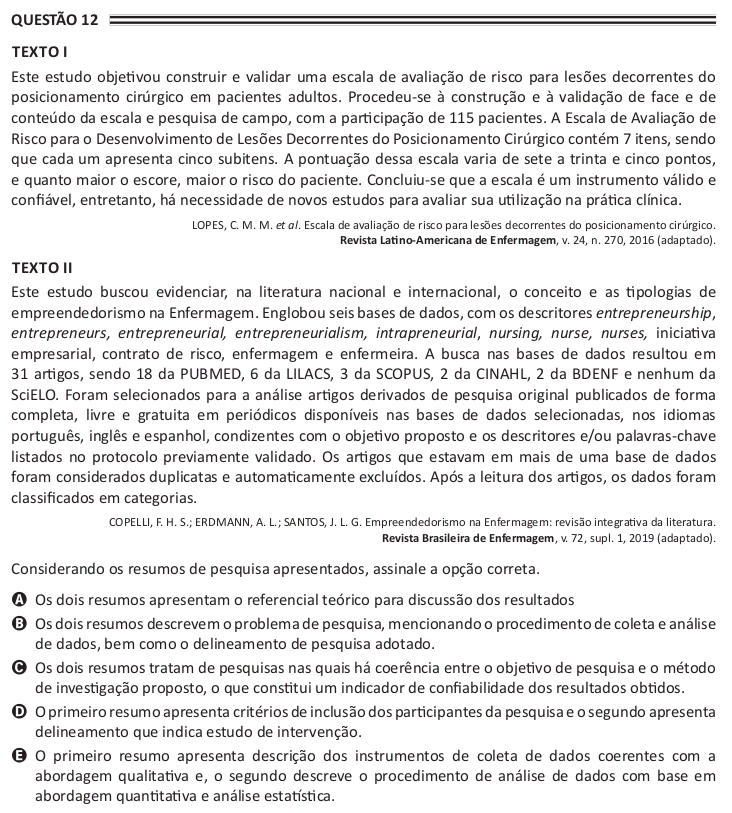 QUESTÃO 12
TEXTO I
Este estudo objetivou construir e validar uma escala de avaliação de risco para lesões decorrentes do
posicionamento cirúrgico em pacientes adultos. Procedeu-se à construção e à validação de face e de
conteúdo da escala e pesquisa de campo, com a participação de 115 pacientes. A Escala de Avaliação de
Risco para o Desenvolvimento de Lesões Decorrentes do Posicionamento Cirúrgico contém 7 itens, sendo
que cada um apresenta cinco subitens. A pontuação dessa escala varia de sete a trinta e cinco pontos,
e quanto maior o escore, maior o risco do paciente. Concluiu-se que a escala é um instrumento válido e
confiável, entretanto, há necessidade de novos estudos para avaliar sua utilização na prática clínica.
LOPES, C. M. M. et al. Escala de avaliação de risco para lesões decorrentes do posicionamento cirúrgico.
Revista Latino-Americana de Enfermagem, v. 24, n. 270, 2016 (adaptado).
TEXTO II
Este estudo buscou evidenciar, na literatura nacional e internacional, o conceito e as tipologias de
empreendedorismo na Enfermagem. Englobou seis bases de dados, com os descritores entrepreneurship,
entrepreneurs, entrepreneurial, entrepreneurialism, intrapreneurial, nursing, nurse, nurses, iniciativa
empresarial, contrato de risco, enfermagem e enfermeira. A busca nas bases de dados resultou em
31 artigos, sendo 18 da PUBMED, 6 da LILACS, 3 da SCOPUS, 2 da CINAHL, 2 da BDENF e nenhum da
SciELO. Foram selecionados para a análise artigos derivados de pesquisa original publicados de forma
completa, livre e gratuita em periódicos disponíveis nas bases de dados selecionadas, nos idiomas
português, inglês e espanhol, condizentes com o objetivo proposto e os descritores e/ou palavras-chave
listados no protocolo previamente validado. Os artigos que estavam em mais de uma base de dados
foram considerados duplicatas e automaticamente excluídos. Após a leitura dos artigos, os dados foram
classificados em categorias.
COPELLI, F. H. S.; ERDMANN, A. L.; SANTOS, J. L. G. Empreendedorismo na Enfermagem: revisão integrativa da literatura.
Revista Brasileira de Enfermagem, v. 72, supl. 1, 2019 (adaptado).
Considerando os resumos de pesquisa apresentados, assinale a opção correta.
A Os dois resumos apresentam o referencial teórico para discussão dos resultados
B Os dois resumos descrevem o problema de pesquisa, mencionando o procedimento de coleta e análise
de dados, bem como o delineamento de pesquisa adotado.
C Os dois resumos tratam de pesquisas nas quais há coerência entre o objetivo de pesquisa e o método
de investigação proposto, o que constitui um indicador de confiabilidade dos resultados obtidos.
D O primeiro resumo apresenta critérios de inclusão dos participantes da pesquisa e o segundo apresenta
delineamento que indica estudo de intervenção.
E O primeiro resumo apresenta descrição dos instrumentos de coleta de dados coerentes com a
abordagem qualitativa e, o segundo descreve o procedimento de análise de dados com base em
abordagem quantitativa e análise estatística.